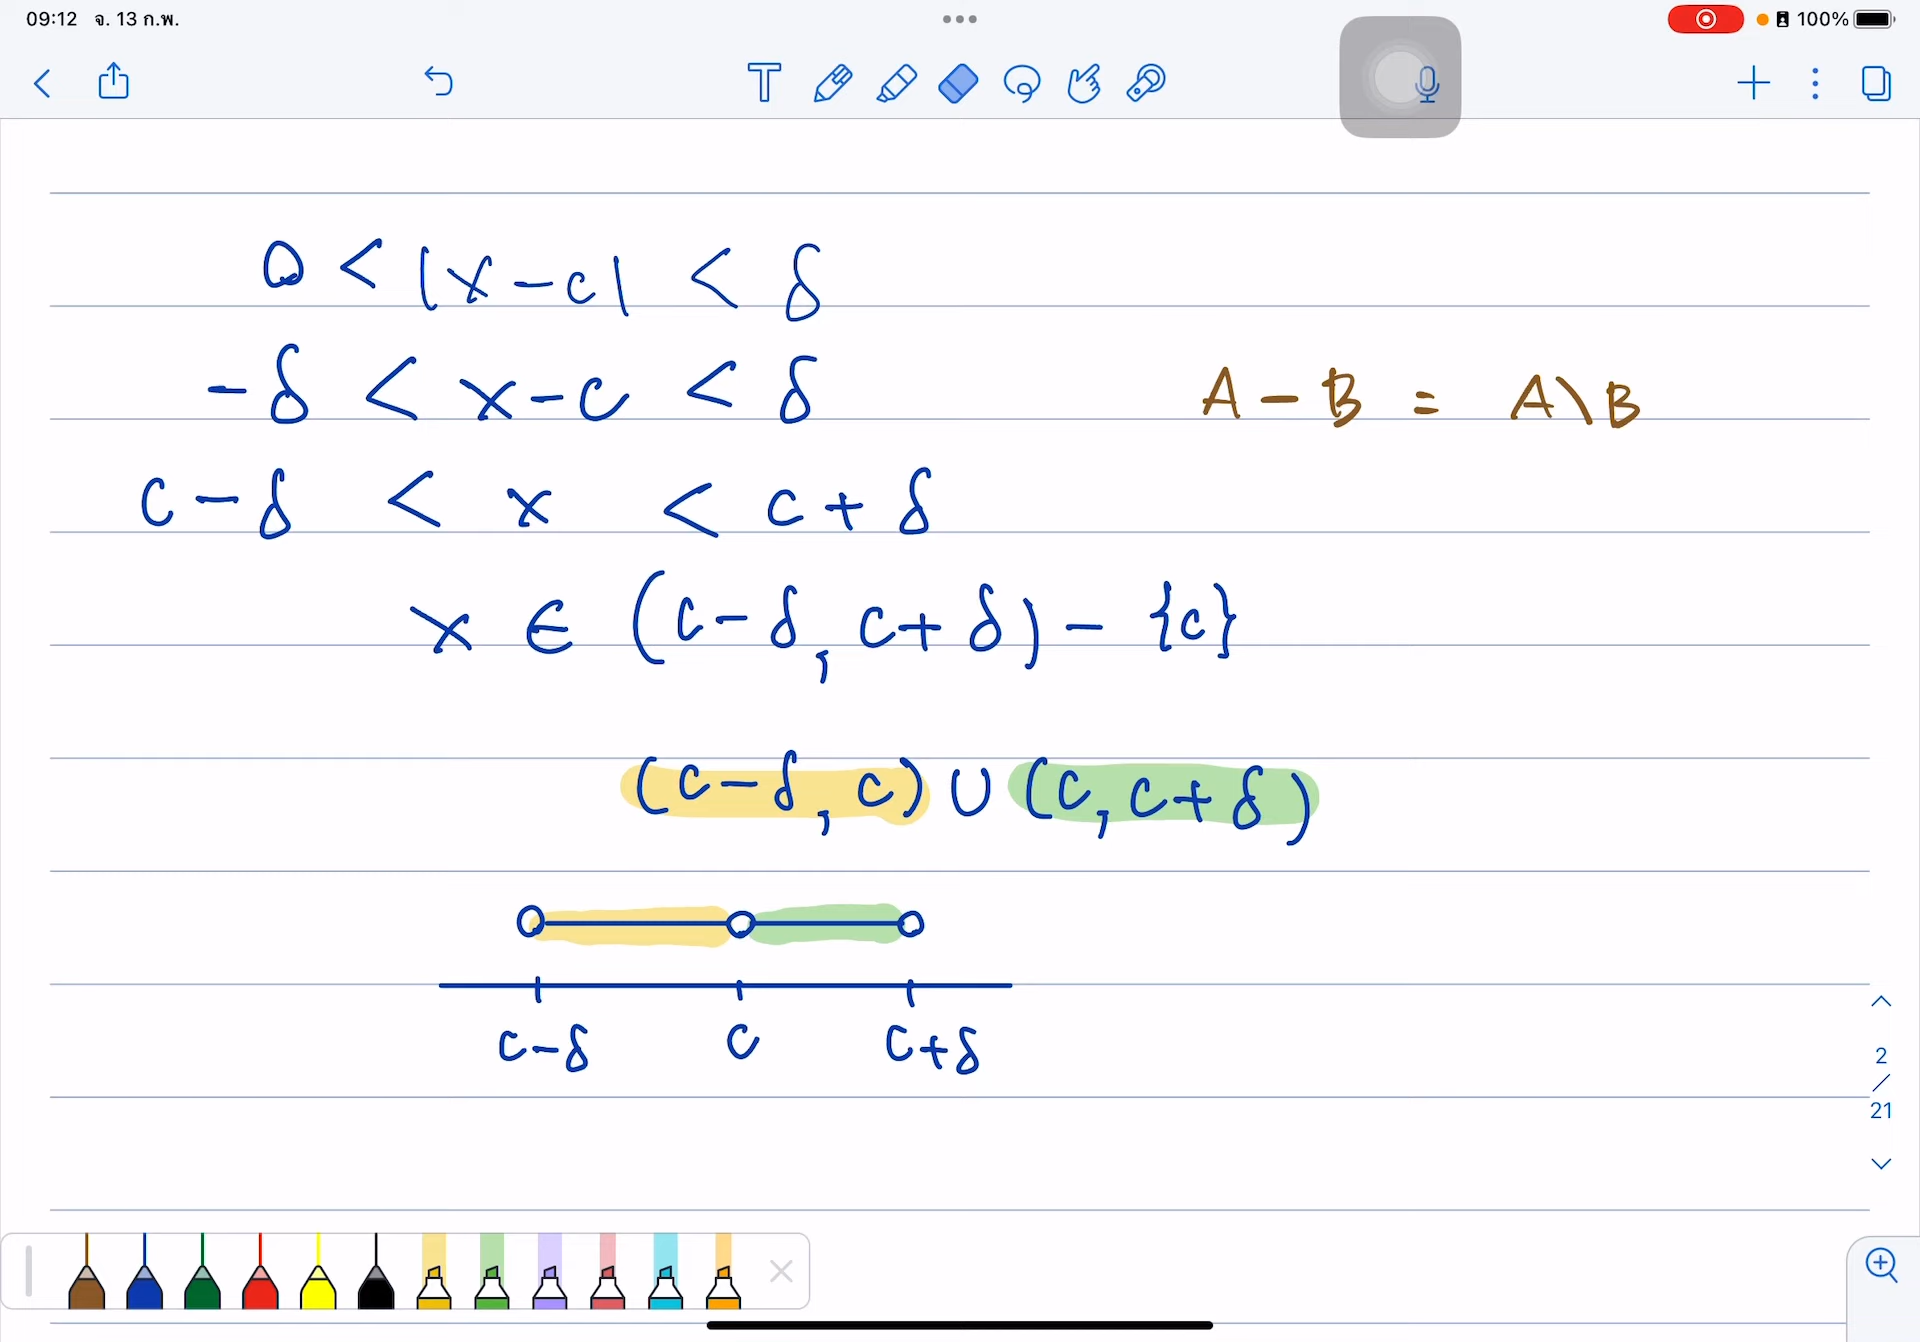 09:12 จ. 13 ก.พ.
100%
0 < |x-c| < δ
-δ < x-c < δ
A - B = A\B
c-δ < x < c+δ
x ∈ (c-δ, c+δ) - {c}
(c-δ, c) ∪ (c, c+δ)
c-δ c c+δ
2
/
21